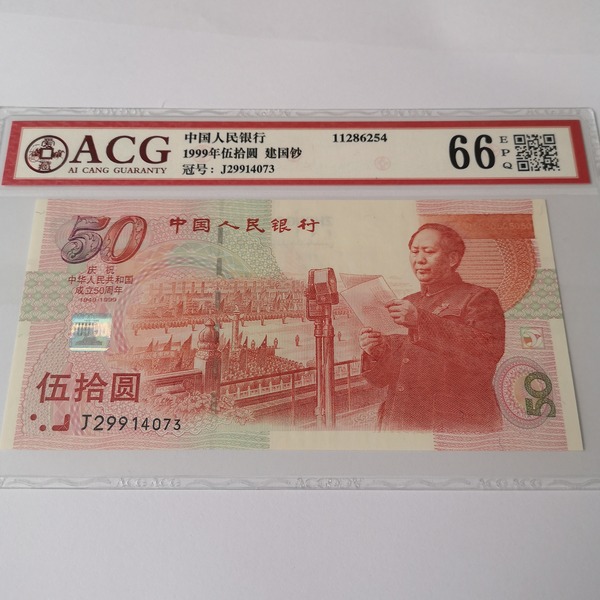 ACG
AI CANG GUARANTY
中国人民银行 11286254
1999年伍拾圓 建国钞
冠号: J29914073
66
EPQ
50
中国人民银行
庆祝
中华人民共和国
成立50周年
1949-1999
伍拾圆
J29914073
50